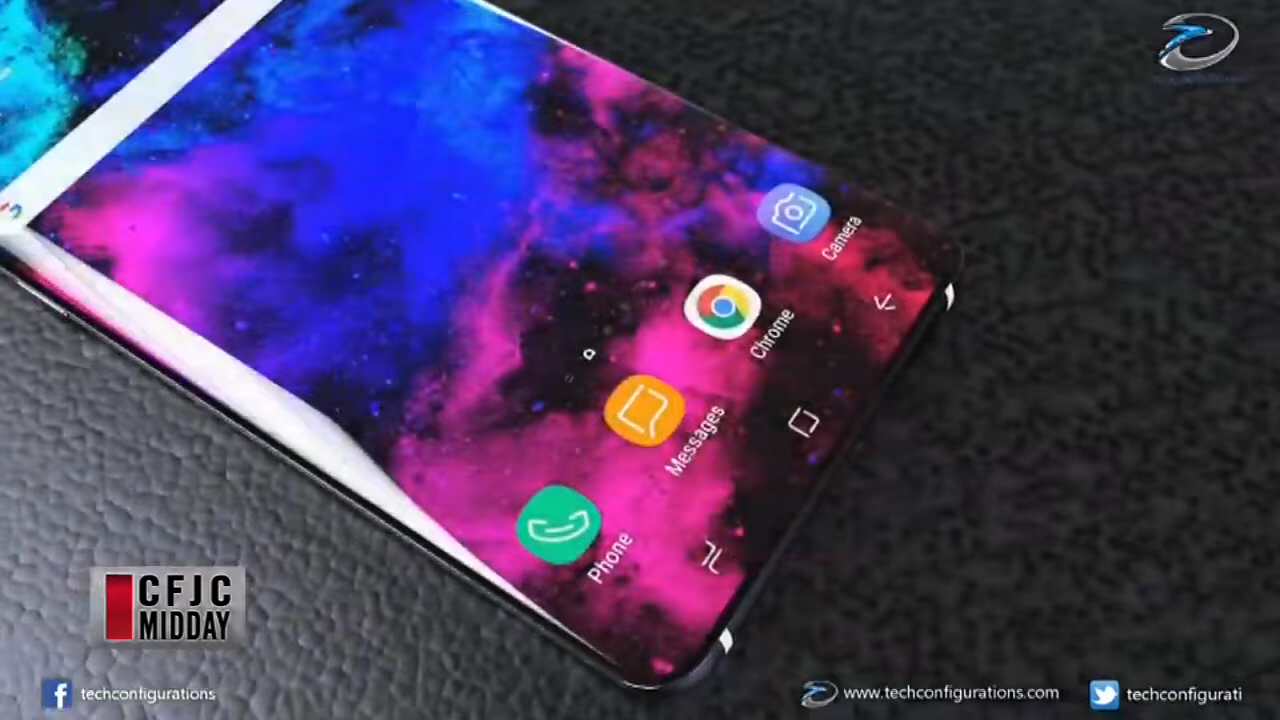 Camera
Chrome
Messages
Phone
CFJC
MIDDAY
techconfigurations
www.techconfigurations.com
techconfigurati